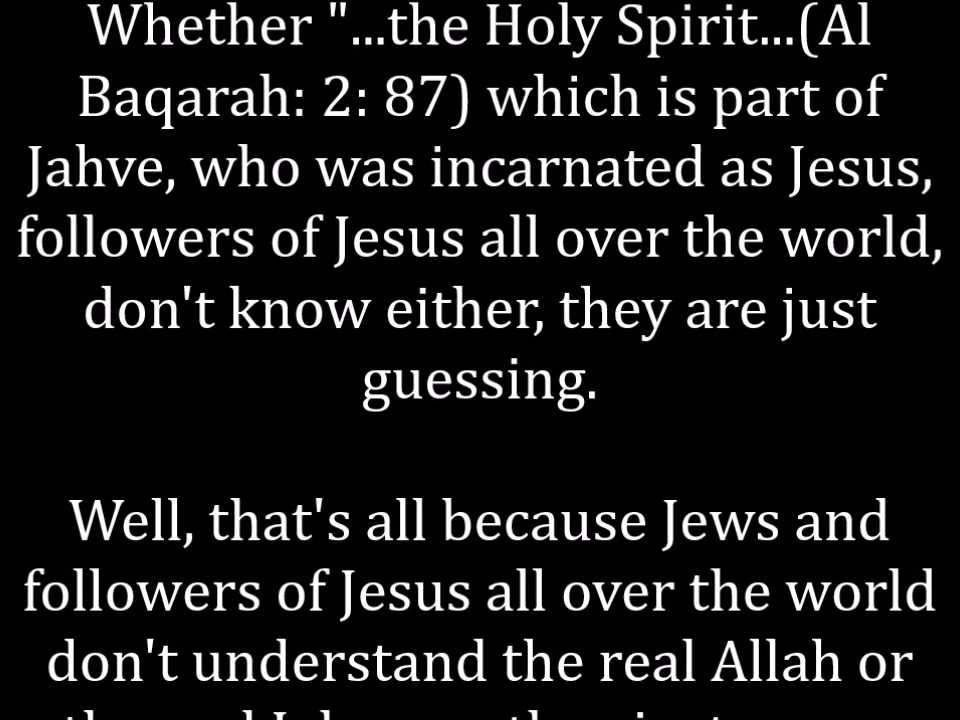 Whether "...the Holy Spirit...(Al
Baqarah: 2: 87) which is part of
Jahve, who was incarnated as Jesus,
followers of Jesus all over the world,
don't know either, they are just
guessing.
Well, that's all because Jews and
followers of Jesus all over the world
don't understand the real Allah or